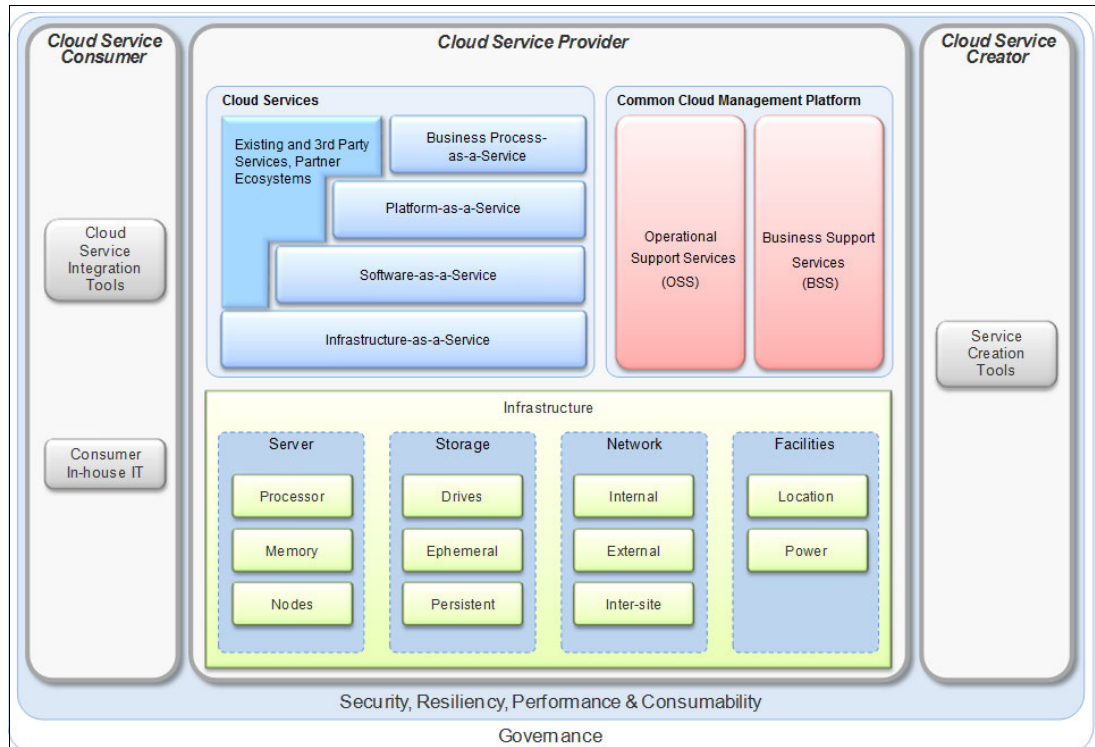 Cloud Service
Consumer
Cloud Service
Integration
Tools
Consumer
In-house IT
Cloud Service Provider
Cloud Services
Existing and 3rd Party
Services, Partner
Ecosystems
Business Process-
as-a-Service
Platform-as-a-Service
Software-as-a-Service
Infrastructure-as-a-Service
Common Cloud Management Platform
Operational
Support Services
(OSS)
Business Support
Services
(BSS)
Infrastructure
Server
Processor
Memory
Nodes
Storage
Drives
Ephemeral
Persistent
Network
Internal
External
Inter-site
Facilities
Location
Power
Cloud Service
Creator
Service
Creation
Tools
Security, Resiliency, Performance & Consumability
Governance